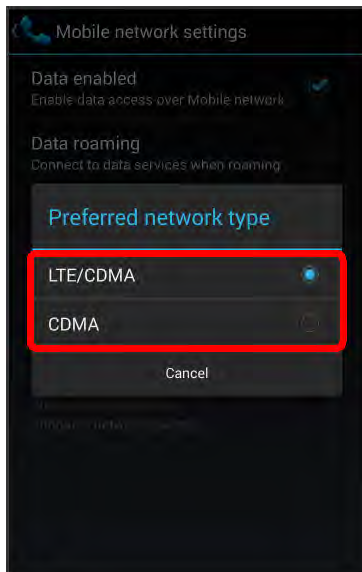 Mobile network settings
Data enabled
Enable data access over Mobile network
Data roaming
Connect to data services when roaming
Preferred network type
LTE/CDMA
CDMA
Cancel